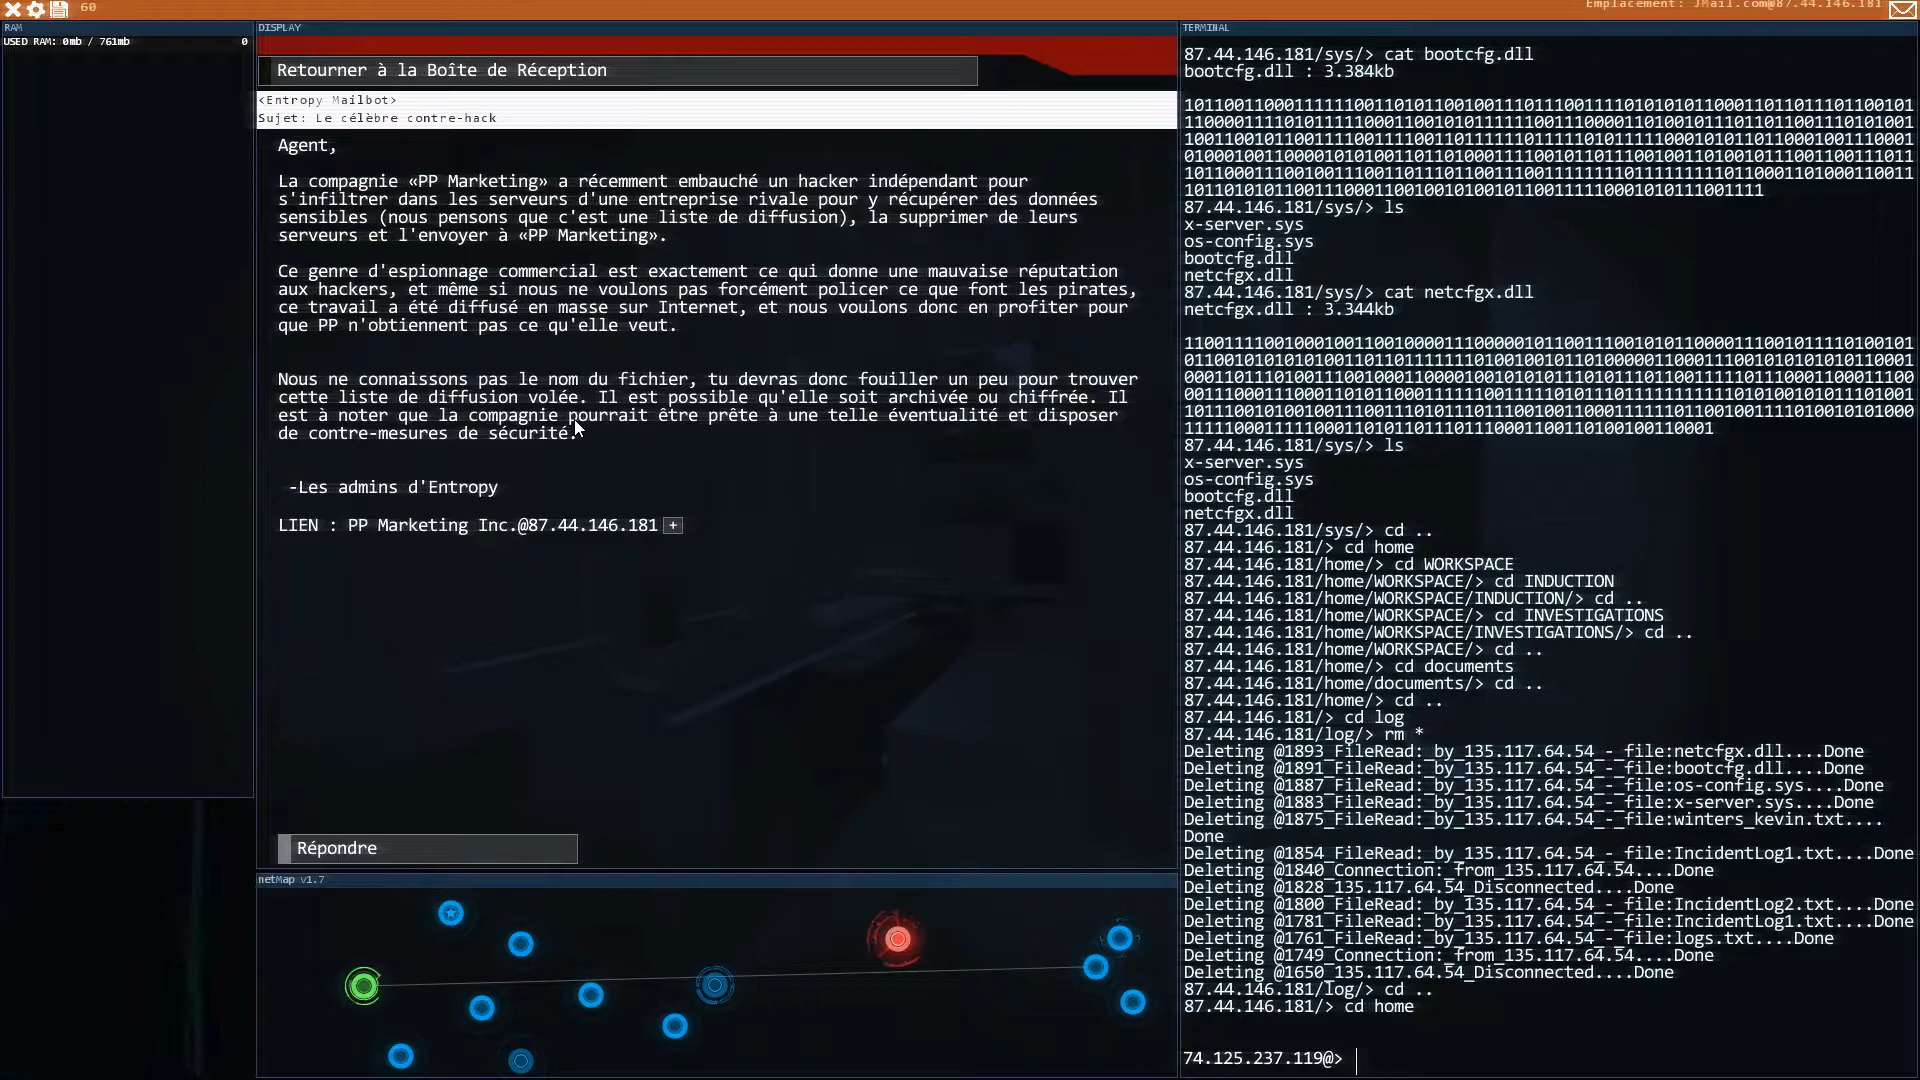 60
Emplacement: JMail.com@87.44.146.181
RAM
USED RAM: 0mb / 761mb
0
DISPLAY
Retourner à la Boîte de Réception
<Entropy Mailbot>
Sujet: Le célèbre contre-hack
Agent,
La compagnie «PP Marketing» a récemment embauché un hacker indépendant pour
s'infiltrer dans les serveurs d'une entreprise rivale pour y récupérer des données
sensibles (nous pensons que c'est une liste de diffusion), la supprimer de leurs
serveurs et l'envoyer à «PP Marketing».
Ce genre d'espionnage commercial est exactement ce qui donne une mauvaise réputation
aux hackers, et même si nous ne voulons pas forcément policer ce que font les pirates,
ce travail a été diffusé en masse sur Internet, et nous voulons donc en profiter pour
que PP n'obtiennent pas ce qu'elle veut.
Nous ne connaissons pas le nom du fichier, tu devras donc fouiller un peu pour trouver
cette liste de diffusion volée. Il est possible qu'elle soit archivée ou chiffrée. Il
est à noter que la compagnie pourrait être prête à une telle éventualité et disposer
de contre-mesures de sécurité.
-Les admins d'Entropy
LIEN : PP Marketing Inc.@87.44.146.181 +
Répondre
netMap v1.7
TERMINAL
87.44.146.181/sys/> cat bootcfg.dll
bootcfg.dll : 3.384kb
87.44.146.181/sys/> ls
x-server.sys
os-config.sys
bootcfg.dll
netcfgx.dll
87.44.146.181/sys/> cat netcfgx.dll
netcfgx.dll : 3.344kb
87.44.146.181/sys/> ls
x-server.sys
os-config.sys
bootcfg.dll
netcfgx.dll
87.44.146.181/sys/> cd ..
87.44.146.181/> cd home
87.44.146.181/home/> cd WORKSPACE
87.44.146.181/home/WORKSPACE/> cd INDUCTION
87.44.146.181/home/WORKSPACE/INDUCTION/> cd ..
87.44.146.181/home/WORKSPACE/> cd INVESTIGATIONS
87.44.146.181/home/WORKSPACE/INVESTIGATIONS/> cd ..
87.44.146.181/home/WORKSPACE/> cd ..
87.44.146.181/home/> cd documents
87.44.146.181/home/documents/> cd ..
87.44.146.181/home/> cd ..
87.44.146.181/> cd log
87.44.146.181/log/> rm *
Deleting @1893_FileRead:_by_135.117.64.54_-_file:netcfgx.dll....Done
Deleting @1891_FileRead:_by_135.117.64.54_-_file:bootcfg.dll....Done
Deleting @1887_FileRead:_by_135.117.64.54_-_file:os-config.sys....Done
Deleting @1883_FileRead:_by_135.117.64.54_-_file:x-server.sys....Done
Deleting @1875_FileRead:_by_135.117.64.54_-_file:winters_kevin.txt....
Done
Deleting @1854_FileRead:_by_135.117.64.54_-_file:IncidentLog1.txt....Done
Deleting @1840_Connection:_from_135.117.64.54....Done
Deleting @1828_135.117.64.54_Disconnected....Done
Deleting @1800_FileRead:_by_135.117.64.54_-_file:IncidentLog2.txt....Done
Deleting @1781_FileRead:_by_135.117.64.54_-_file:IncidentLog1.txt....Done
Deleting @1761_FileRead:_by_135.117.64.54_-_file:logs.txt....Done
Deleting @1749_Connection:_from_135.117.64.54....Done
Deleting @1650_135.117.64.54_Disconnected....Done
87.44.146.181/log/> cd ..
87.44.146.181/> cd home
74.125.237.119@>